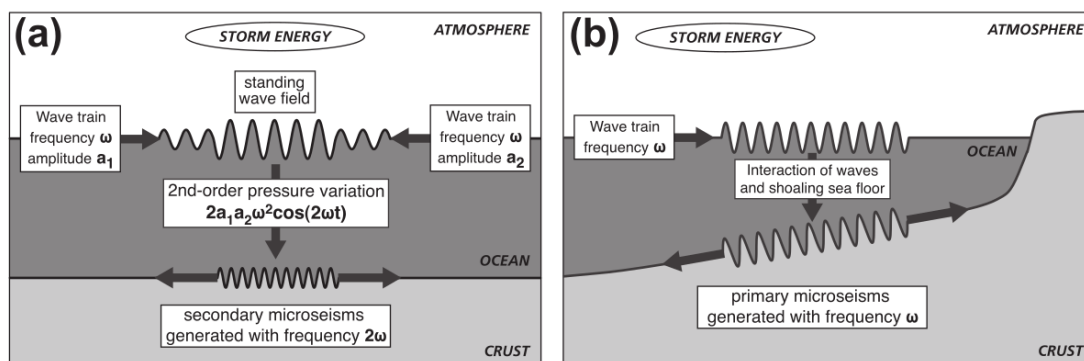 (a)
STORM ENERGY
ATMOSPHERE
standing
wave field
Wave train
frequency ω
amplitude a₁
Wave train
frequency ω
amplitude a₂
2nd-order pressure variation
2a₁a₂ω²cos(2ωt)
OCEAN
secondary microseisms
generated with frequency 2ω
CRUST
(b)
STORM ENERGY
ATMOSPHERE
Wave train
frequency ω
OCEAN
Interaction of waves
and shoaling sea floor
primary microseisms
generated with frequency ω
CRUST